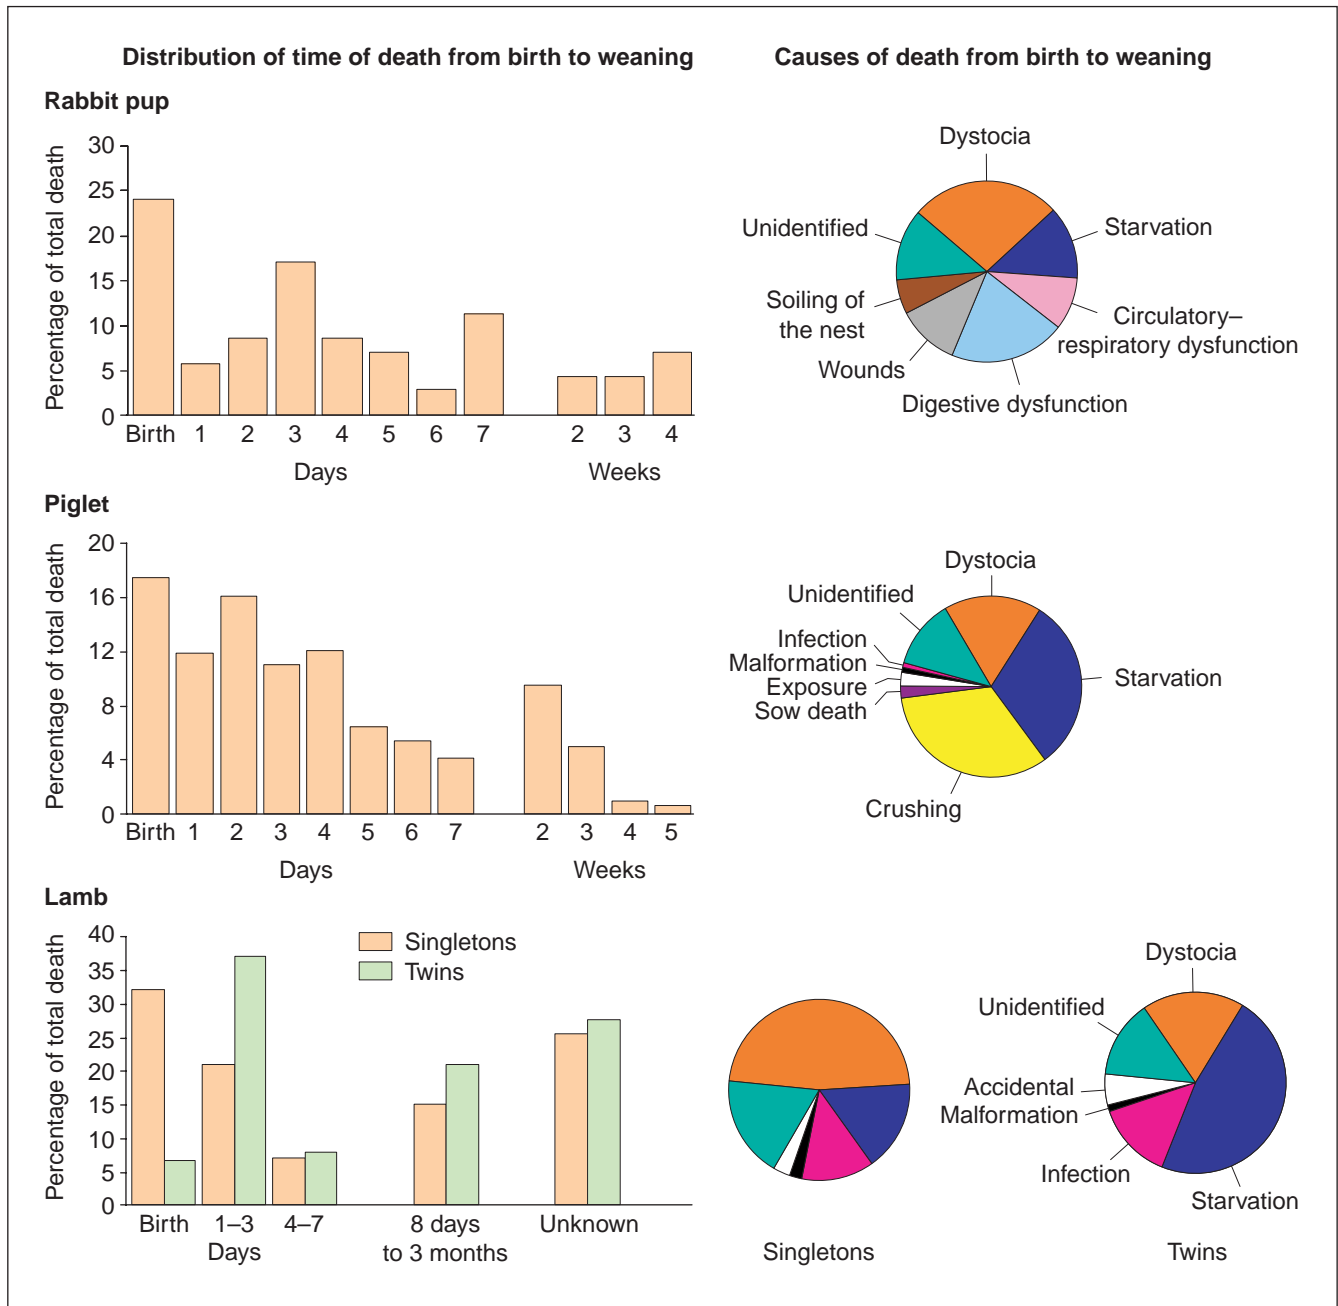 Distribution of time of death from birth to weaning
Causes of death from birth to weaning
Rabbit pup
Percentage of total death
30
25
20
15
10
5
0
Birth 1 2 3 4 5 6 7 2 3 4
Days Weeks
Dystocia
Unidentified
Starvation
Soiling of
the nest
Circulatory–
respiratory dysfunction
Wounds
Digestive dysfunction
Piglet
Percentage of total death
20
16
12
8
4
0
Birth 1 2 3 4 5 6 7 2 3 4 5
Days Weeks
Dystocia
Unidentified
Infection
Malformation
Exposure
Sow death
Starvation
Crushing
Lamb
Percentage of total death
40
35
30
25
20
15
10
5
0
Singletons
Twins
Birth 1–3 4–7 8 days Unknown
Days to 3 months
Singletons
Dystocia
Unidentified
Accidental
Malformation
Infection
Starvation
Twins